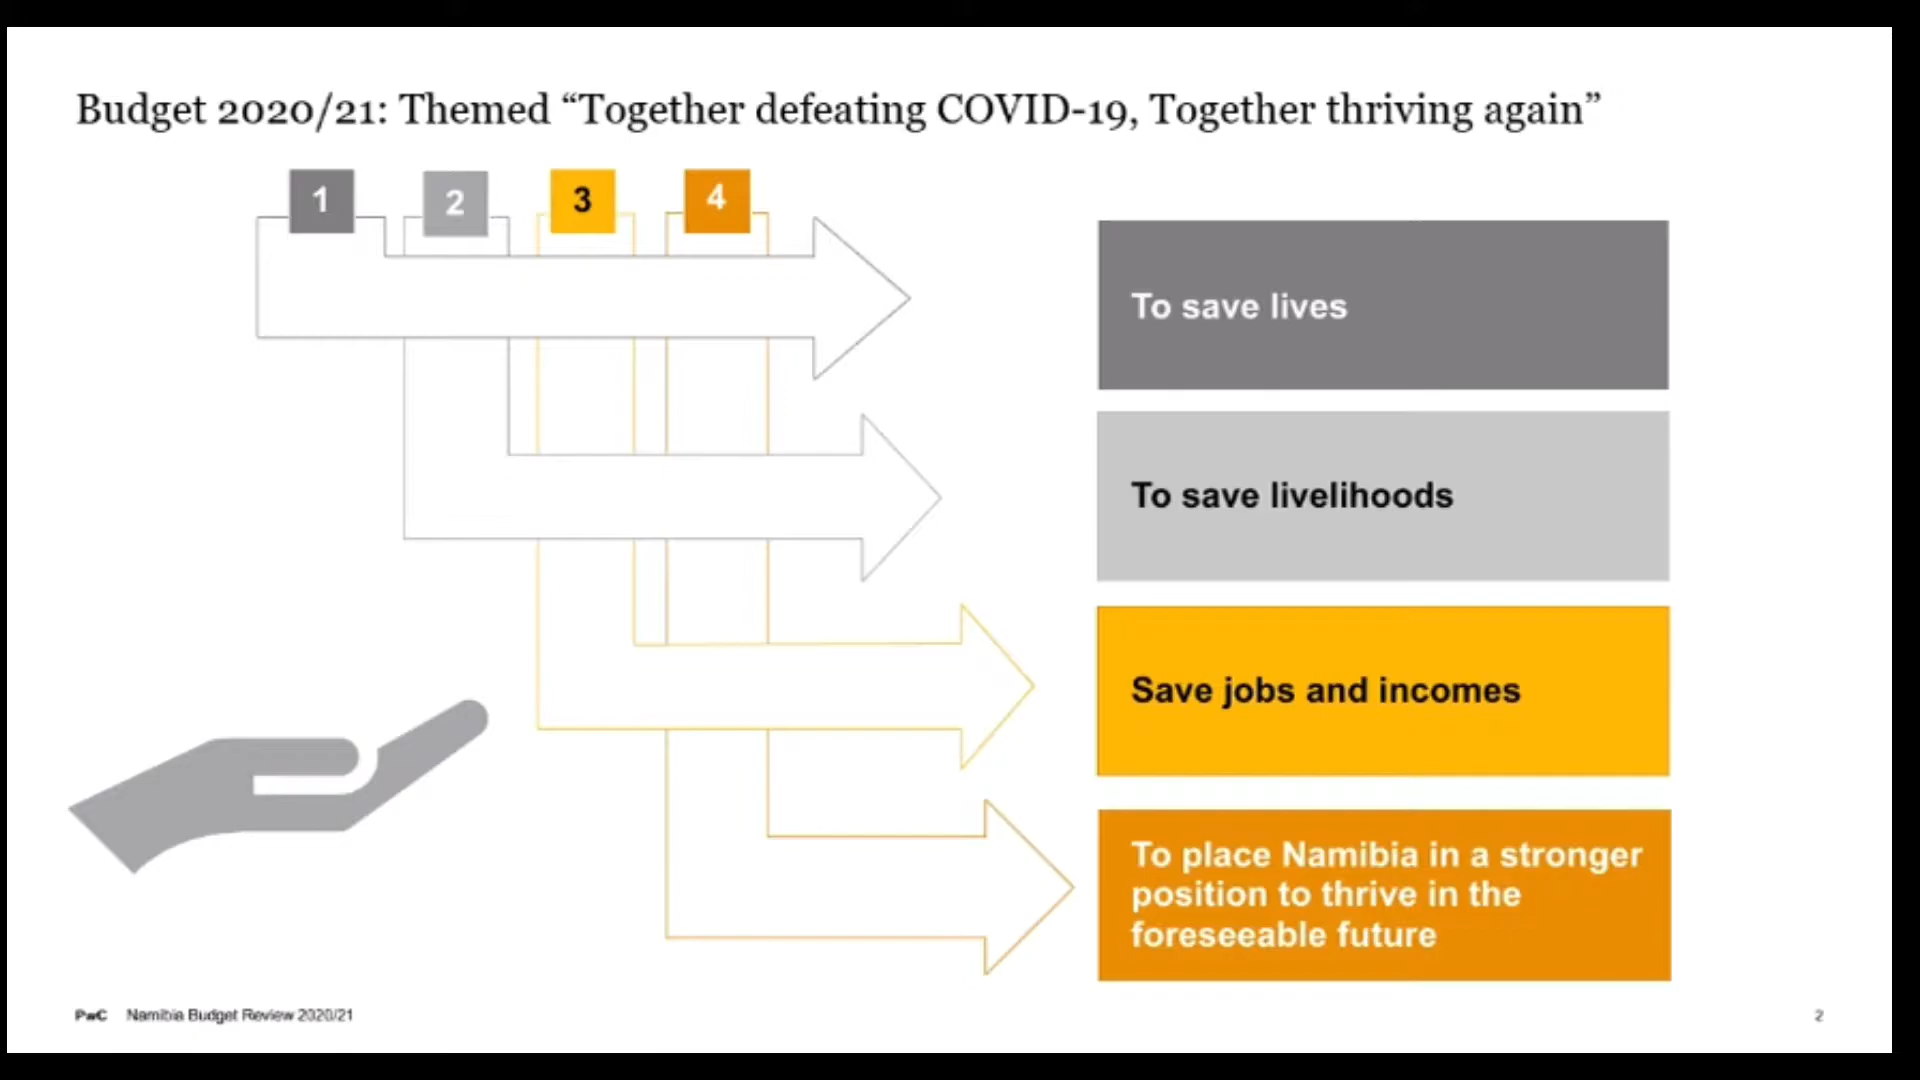 Budget 2020/21: Themed “Together defeating COVID-19, Together thriving again”
1
2
3
4
To save lives
To save livelihoods
Save jobs and incomes
To place Namibia in a stronger
position to thrive in the
foreseeable future
PwC Namibia Budget Review 2020/21
2